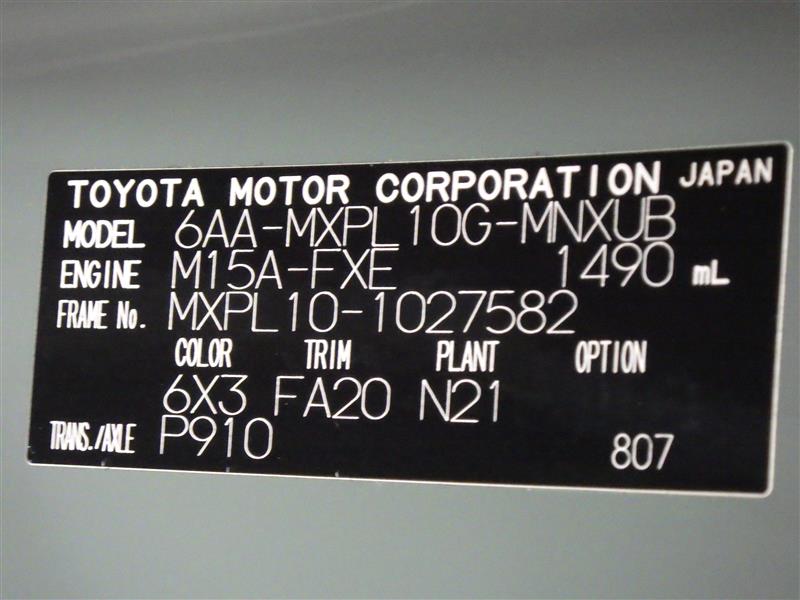 TOYOTA MOTOR CORPORATION JAPAN
MODEL 6AA-MXPL10G-MNXUB
ENGINE M15A-FXE 1490 mL
FRAME No. MXPL10-1027582
COLOR TRIM PLANT OPTION
6X3 FA20 N21
TRANS./AXLE P910 807